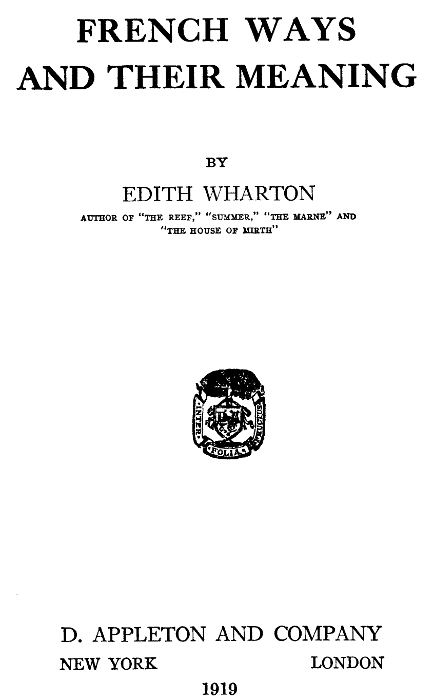 FRENCH WAYS
AND THEIR MEANING
BY
EDITH WHARTON
AUTHOR OF "THE REEF," "SUMMER," "THE MARNE" AND
"THE HOUSE OF MIRTH"
INTER
FOLIA
FRUCTUS
D. APPLETON AND COMPANY
NEW YORK LONDON
1919